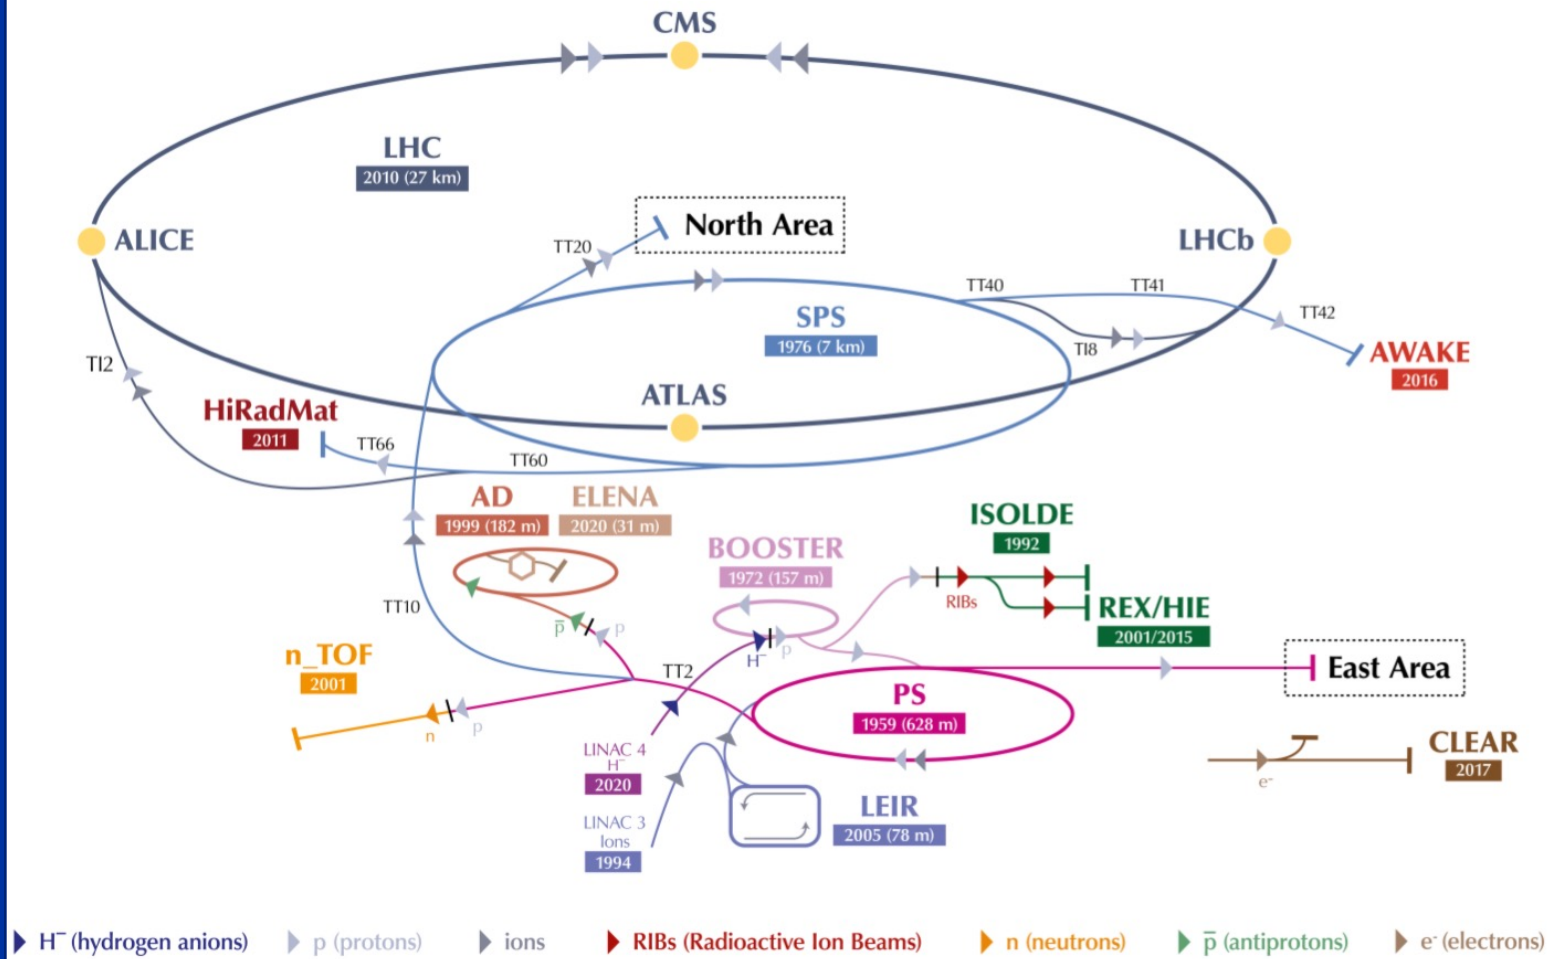 CMS
LHC
2010 (27 km)
North Area
TT20
ALICE
LHCb
TT40
TT41
SPS
1976 (7 km)
TT42
TI8
AWAKE
2016
TI2
ATLAS
HiRadMat
2011
TT66
TT60
AD
1999 (182 m)
ELENA
2020 (31 m)
ISOLDE
1992
BOOSTER
1972 (157 m)
RIBs
REX/HIE
2001/2015
TT10
p̄
p
H⁻
p
n_TOF
2001
TT2
East Area
PS
1959 (628 m)
n
p
LINAC 4
H⁻
2020
CLEAR
2017
e⁻
LINAC 3
Ions
1994
LEIR
2005 (78 m)
H⁻ (hydrogen anions)
p (protons)
ions
RIBs (Radioactive Ion Beams)
n (neutrons)
p̄ (antiprotons)
e⁻ (electrons)